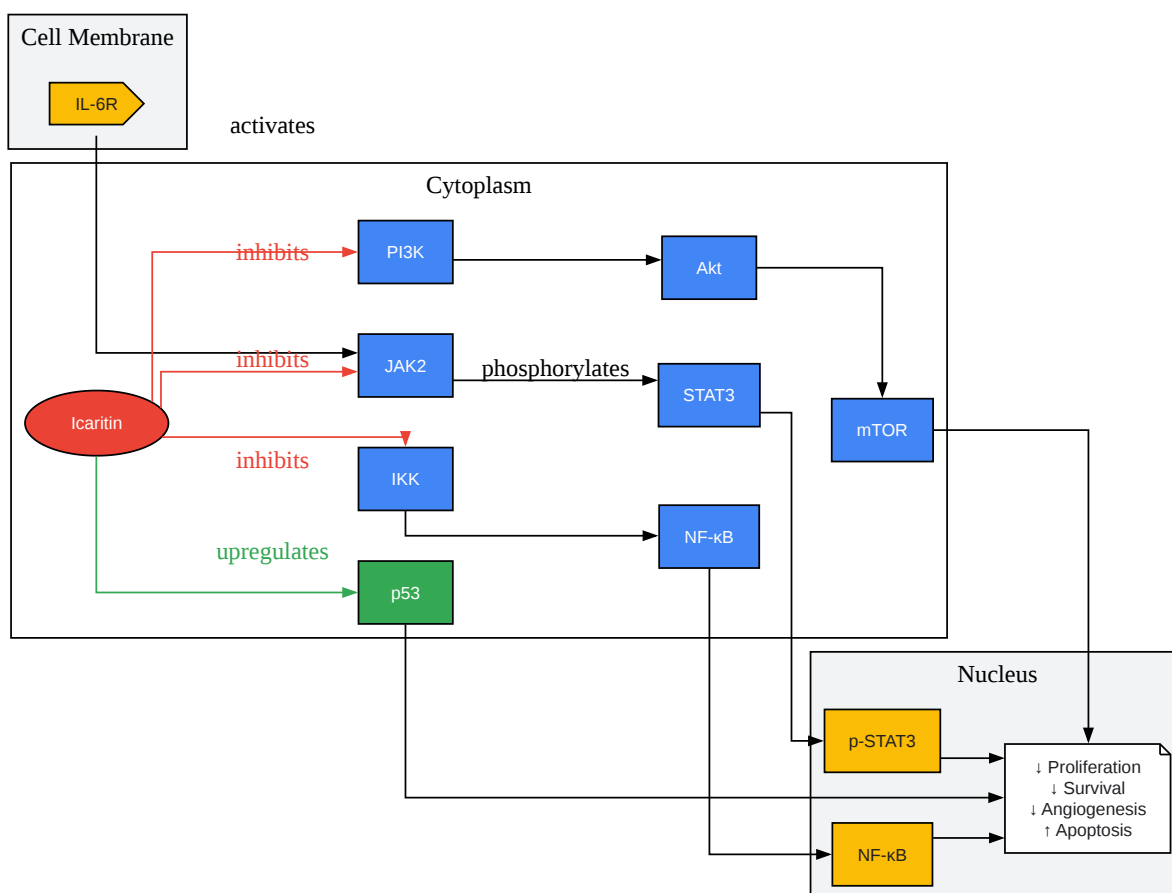 Cell Membrane
IL-6R
activates
Cytoplasm
inhibits
PI3K
Akt
inhibits
JAK2
phosphorylates
STAT3
Icaritin
mTOR
inhibits
IKK
NF-κB
upregulates
p53
Nucleus
p-STAT3
↓ Proliferation
↓ Survival
↓ Angiogenesis
↑ Apoptosis
NF-κB